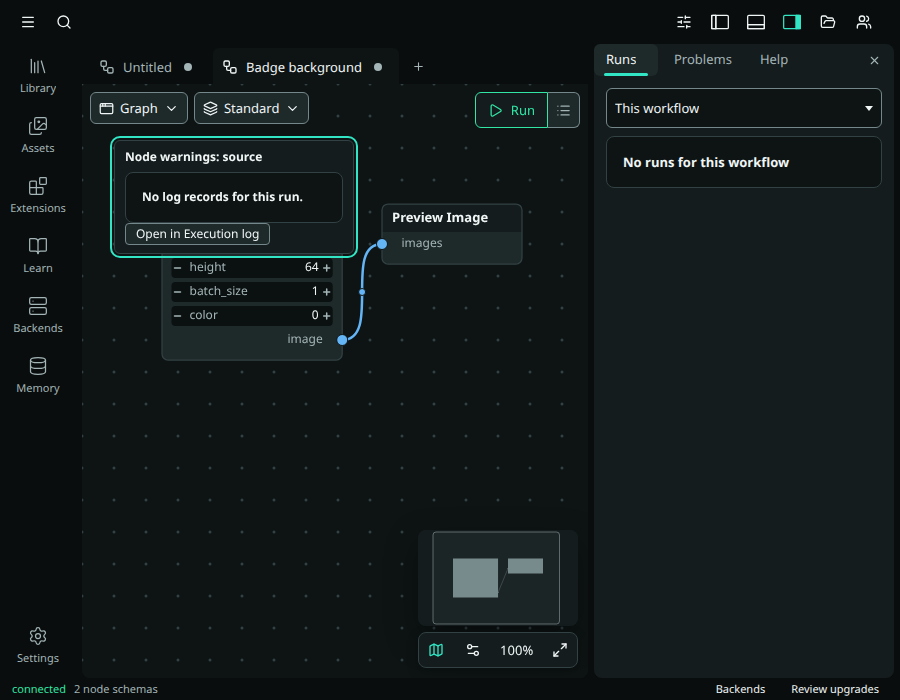 Untitled
Badge background
Runs
Problems
Help
Library
Assets
Extensions
Learn
Backends
Memory
Settings
Graph
Standard
Run
This workflow
No runs for this workflow
Node warnings: source
No log records for this run.
Open in Execution log
height 64
batch_size 1
color 0
image
Preview Image
images
100%
connected
2 node schemas
Backends
Review upgrades